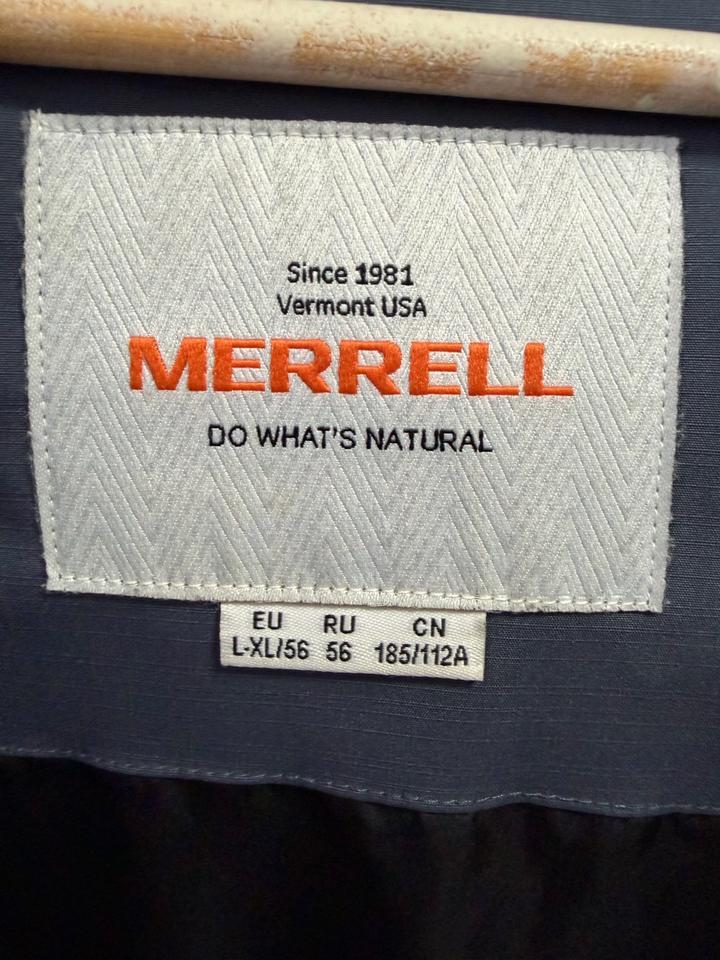 Since 1981
Vermont USA
MERRELL
DO WHAT'S NATURAL
EU RU CN
L-XL/56 56 185/112A